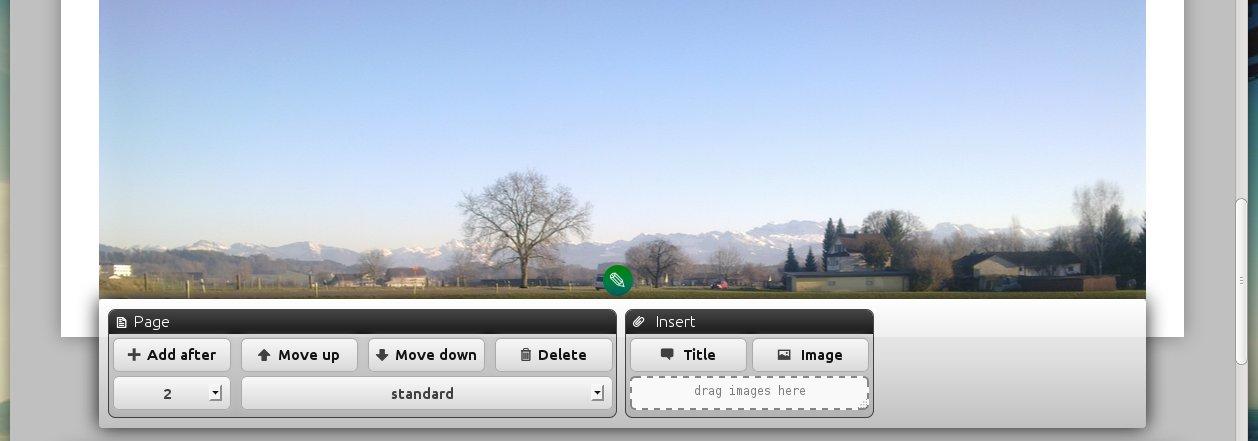 Page
Insert
Add after Move up Move down Delete Title Image
2 standard drag images here